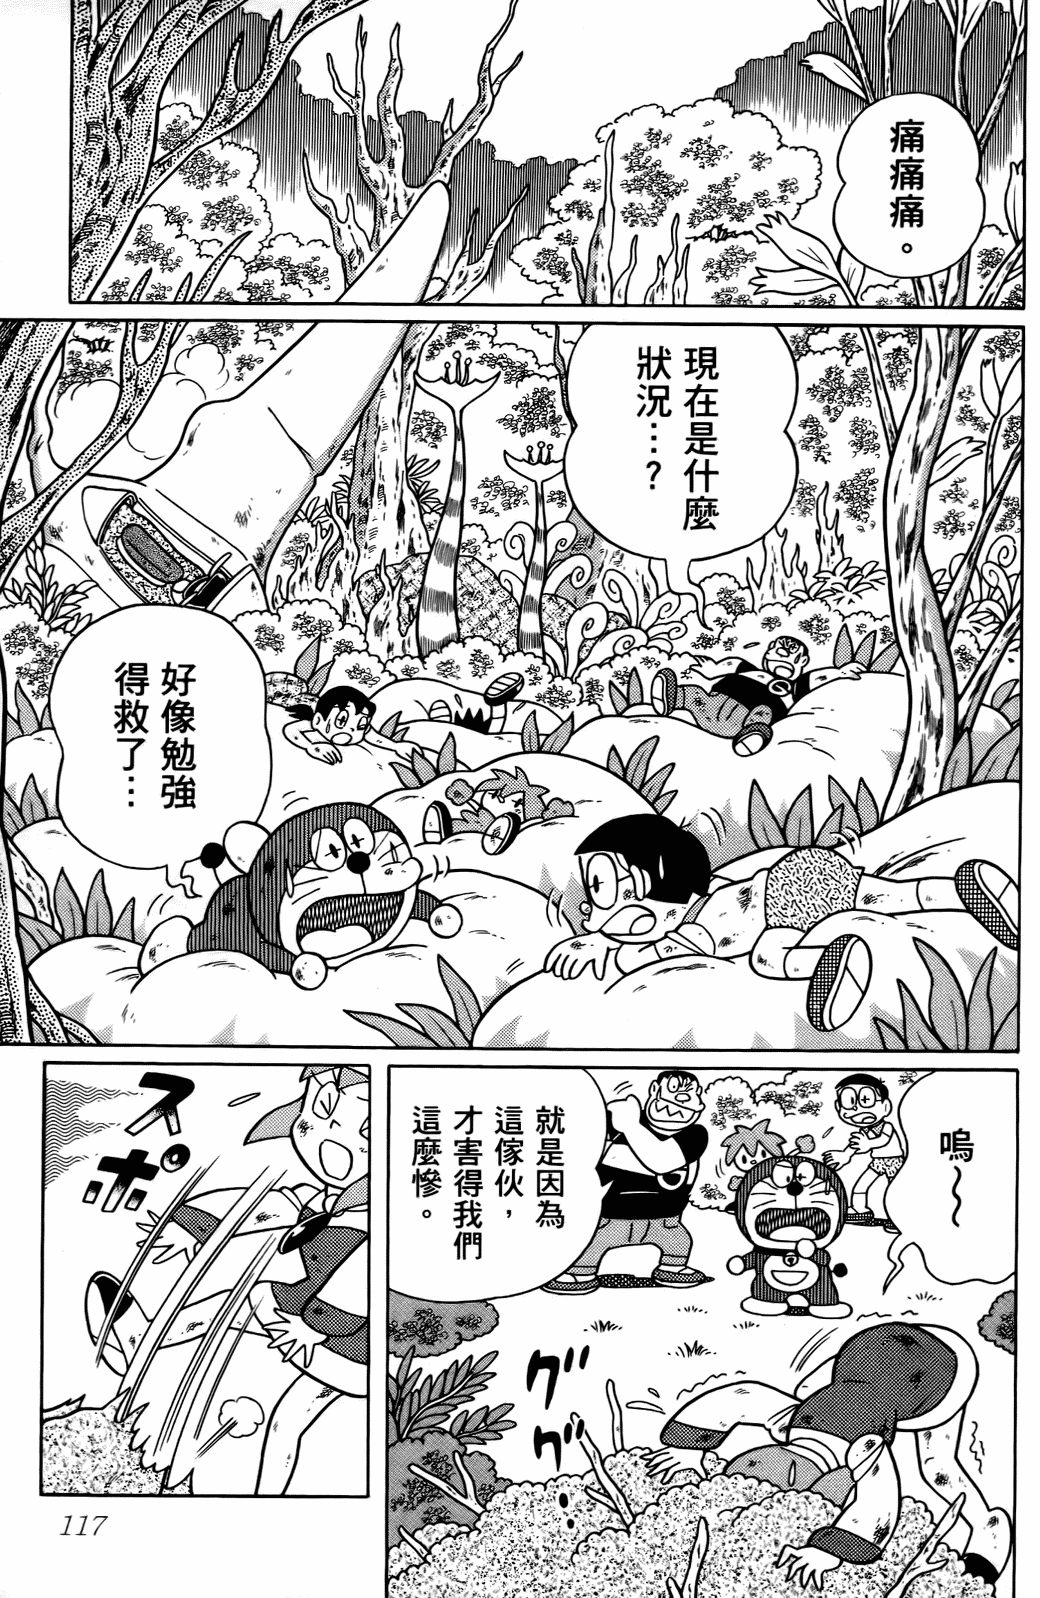 痛痛痛。
現在是什麼
狀況…?
好像勉強
得救了…
嗚~
就是因為
這傢伙，
才害得我們
這麼慘。
ググ…
スポ
117